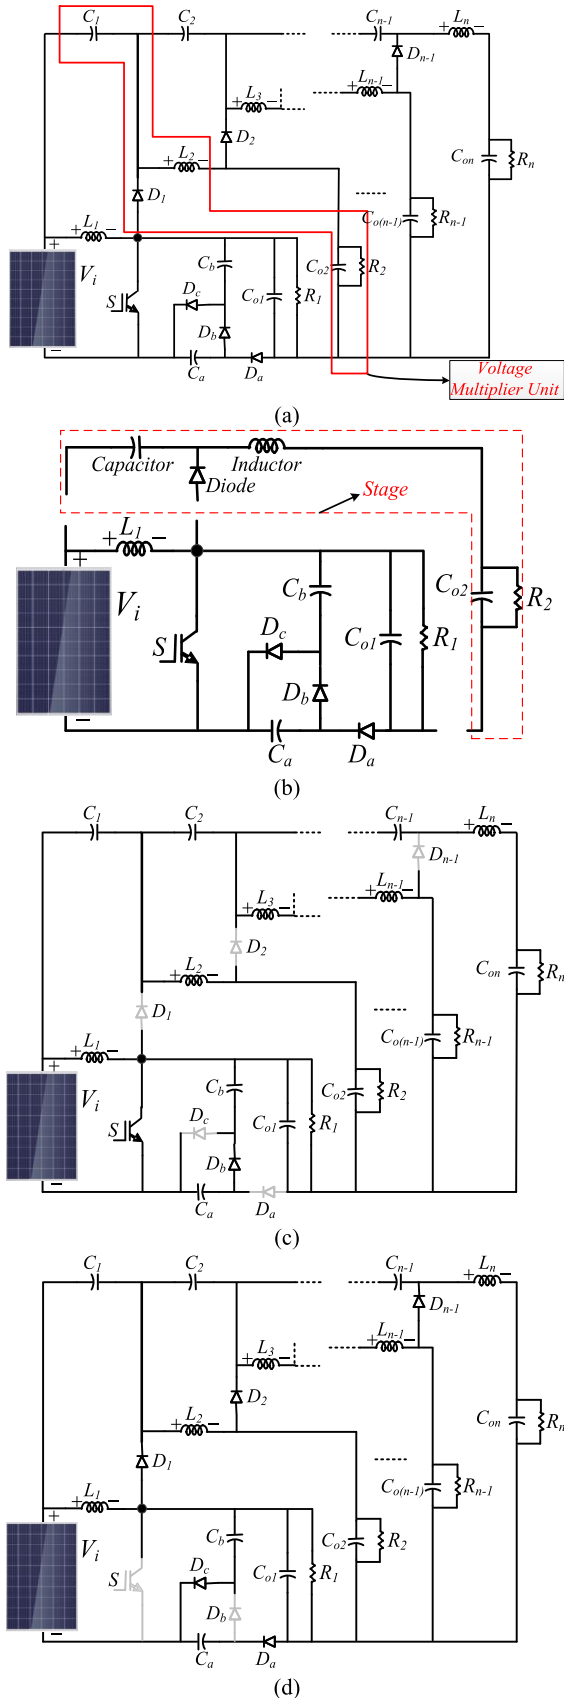 C1 C2 Cn-1 Ln
+ −
Dn-1
Ln-1
+ −
L3
+ −
D2
Con Rn
L2
+ −
D1
Co(n-1) Rn-1
L1
+ −
+
Vi
Cb
Co2 R2
S
Dc
Co1 R1
Db
−
Ca Da
Voltage
Multiplier Unit
(a)
Capacitor Inductor
Diode
Stage
L1
+ −
+
Vi
Cb
Co2 R2
S
Dc
Co1 R1
Db
−
Ca Da
(b)
C1 C2 Cn-1 Ln
+ −
Dn-1
Ln-1
+ −
L3
+ −
D2
L2
+ −
Con Rn
D1
L1
+ −
Co(n-1) Rn-1
+
Vi
Cb
Co2 R2
S
Dc
Co1 R1
Db
−
Ca Da
(c)
C1 C2 Cn-1 Ln
+ −
Dn-1
L3
+ −
Ln-1
+ −
D2
L2
+ −
Con Rn
D1
Co(n-1) Rn-1
L1
+ −
+
Vi
Cb
Co2 R2
S
Dc
Co1 R1
Db
−
Ca Da
(d)